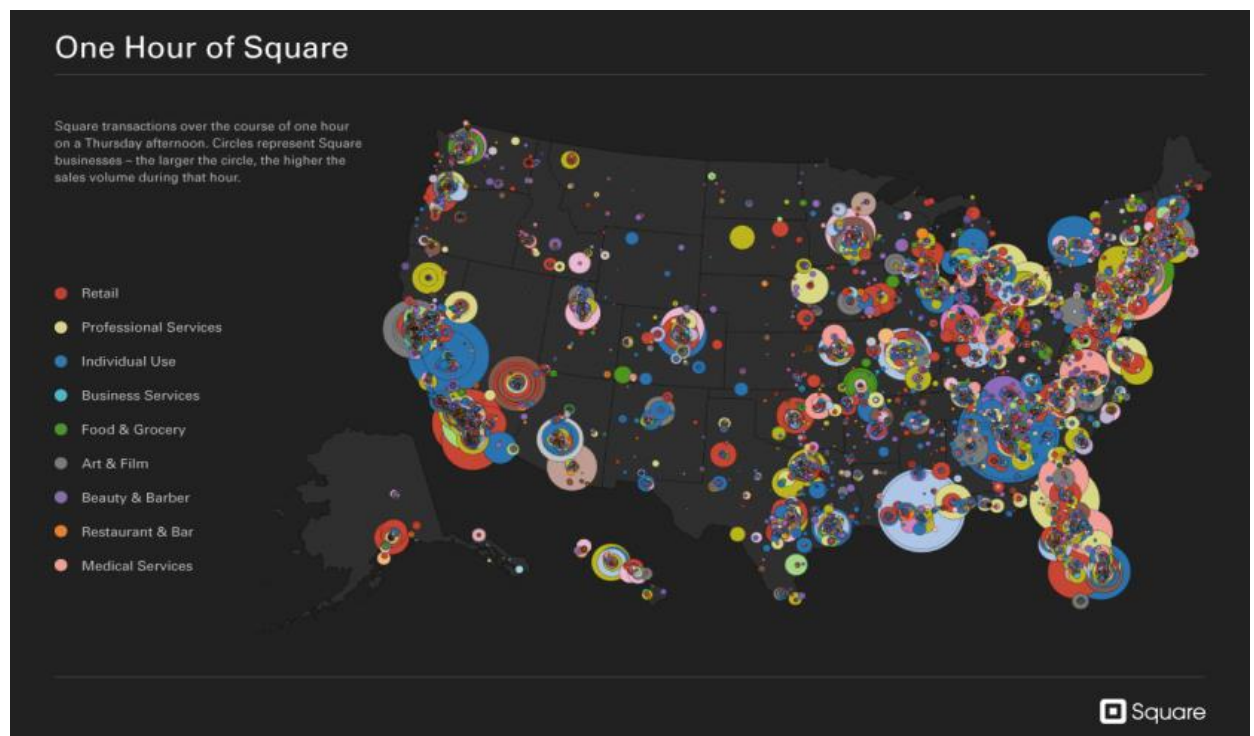 One Hour of Square
Square transactions over the course of one hour
on a Thursday afternoon. Circles represent Square
businesses – the larger the circle, the higher the
sales volume during that hour.
Retail
Professional Services
Individual Use
Business Services
Food & Grocery
Art & Film
Beauty & Barber
Restaurant & Bar
Medical Services
Square